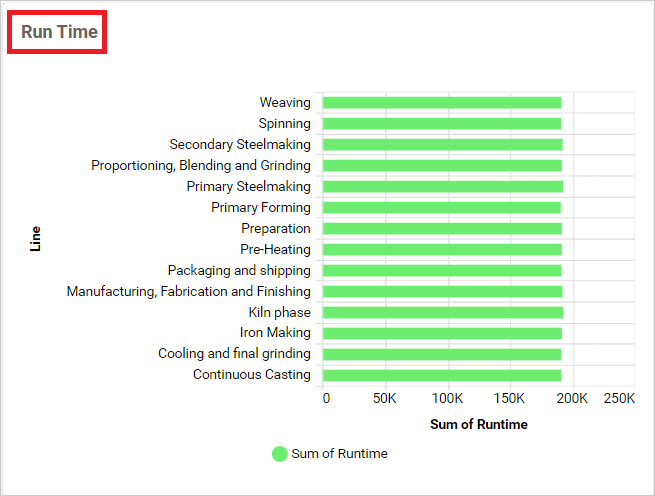 Run Time
Line
Weaving
Spinning
Secondary Steelmaking
Proportioning, Blending and Grinding
Primary Steelmaking
Primary Forming
Preparation
Pre-Heating
Packaging and shipping
Manufacturing, Fabrication and Finishing
Kiln phase
Iron Making
Cooling and final grinding
Continuous Casting
0 50K 100K 150K 200K 250K
Sum of Runtime
Sum of Runtime